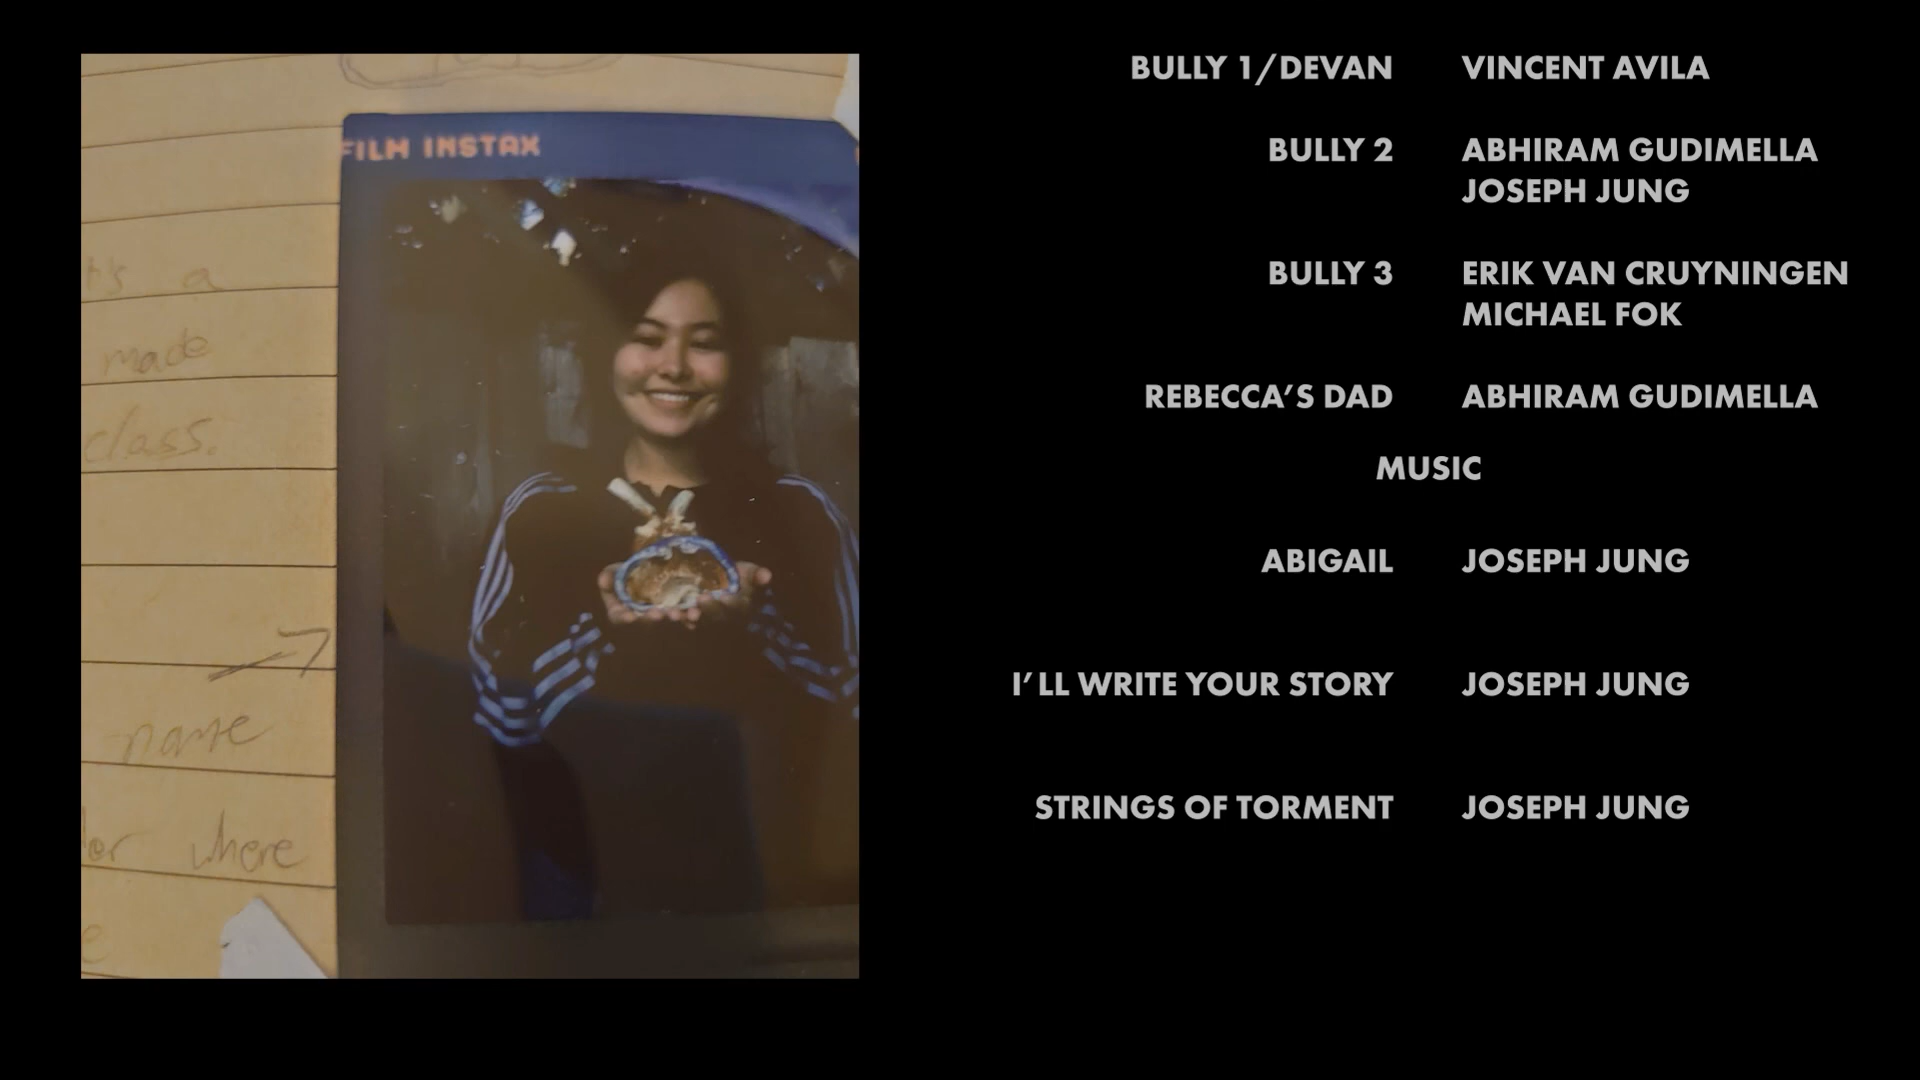 FILM INSTAX
t's a
made
class.
name
er where
e
BULLY 1/DEVAN VINCENT AVILA
BULLY 2 ABHIRAM GUDIMELLA
JOSEPH JUNG
BULLY 3 ERIK VAN CRUYNINGEN
MICHAEL FOK
REBECCA'S DAD ABHIRAM GUDIMELLA
MUSIC
ABIGAIL JOSEPH JUNG
I'LL WRITE YOUR STORY JOSEPH JUNG
STRINGS OF TORMENT JOSEPH JUNG